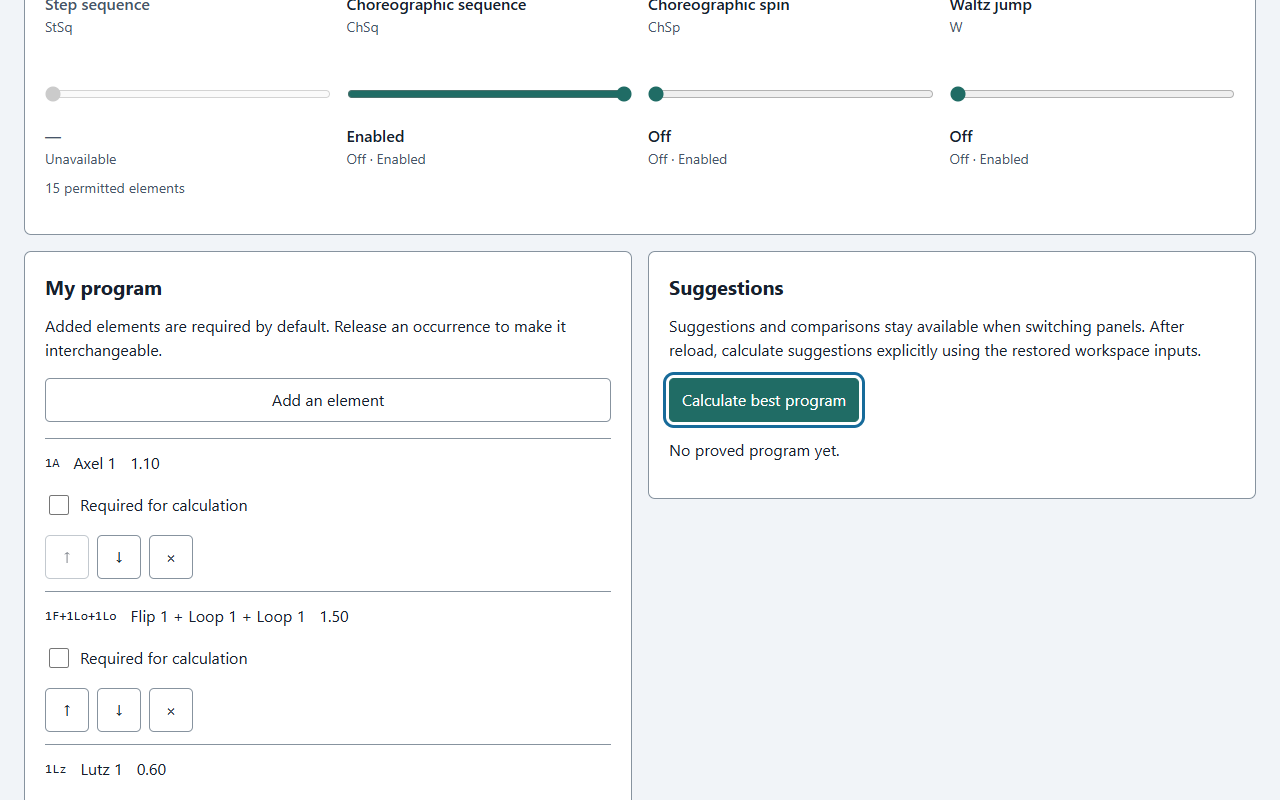 Step sequence
StSq
Choreographic sequence
ChSq
Choreographic spin
ChSp
Waltz jump
W
—
Unavailable
Enabled
Off · Enabled
Off
Off · Enabled
Off
Off · Enabled
15 permitted elements
My program
Added elements are required by default. Release an occurrence to make it
interchangeable.
Add an element
1A Axel 1 1.10
Required for calculation
↑ ↓ ×
1F+1Lo+1Lo Flip 1 + Loop 1 + Loop 1 1.50
Required for calculation
↑ ↓ ×
1Lz Lutz 1 0.60
Suggestions
Suggestions and comparisons stay available when switching panels. After
reload, calculate suggestions explicitly using the restored workspace inputs.
Calculate best program
No proved program yet.